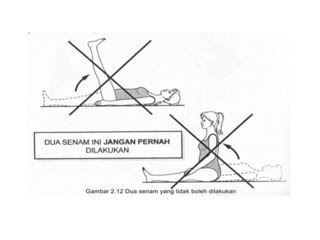 DUA SENAM INI JANGAN PERNAH
DILAKUKAN
Gambar 2.12 Dua senam yang tidak boleh dilakukan